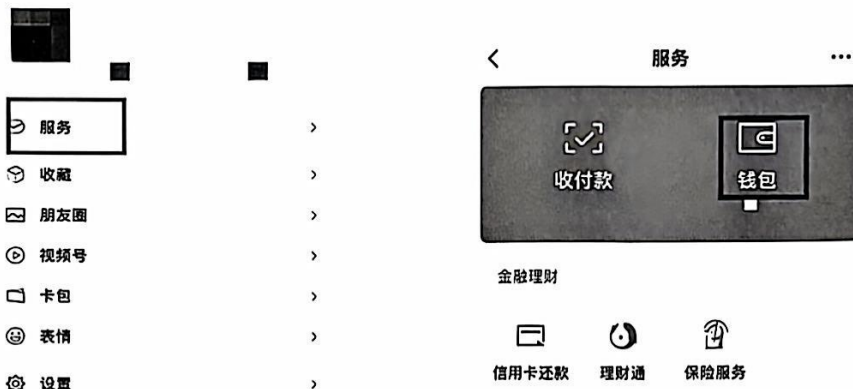 服务
收藏
朋友圈
视频号
卡包
表情
设置
服务
收付款
钱包
金融理财
信用卡还款
理财通
保险服务